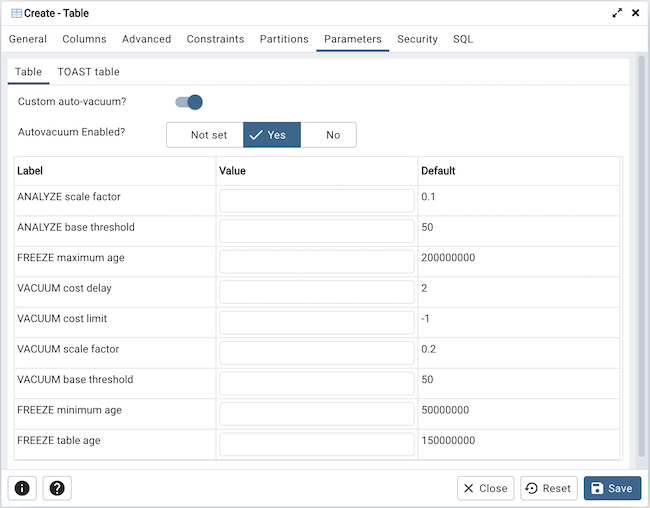 Create - Table
General Columns Advanced Constraints Partitions Parameters Security SQL
Table TOAST table
Custom auto-vacuum?
Autovacuum Enabled? Not set Yes No
Label Value Default
ANALYZE scale factor 0.1
ANALYZE base threshold 50
FREEZE maximum age 200000000
VACUUM cost delay 2
VACUUM cost limit -1
VACUUM scale factor 0.2
VACUUM base threshold 50
FREEZE minimum age 50000000
FREEZE table age 150000000
Close Reset Save